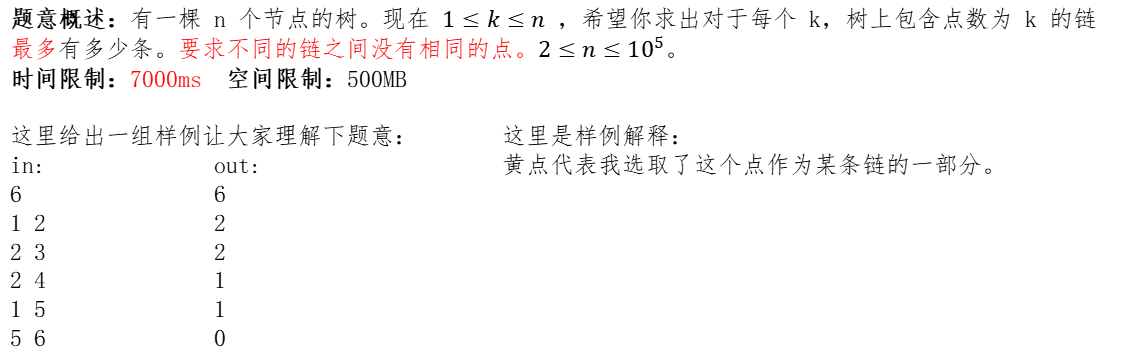 题意概述：有一棵 n 个节点的树。现在 1 ≤ k ≤ n ，希望你求出对于每个 k，树上包含点数为 k 的链
最多有多少条。要求不同的链之间没有相同的点。2 ≤ n ≤ 10⁵。
时间限制：7000ms 空间限制：500MB
这里给出一组样例让大家理解下题意： 这里是样例解释：
in: out: 黄点代表我选取了这个点作为某条链的一部分。
6 6
1 2 2
2 3 2
2 4 1
1 5 1
5 6 0